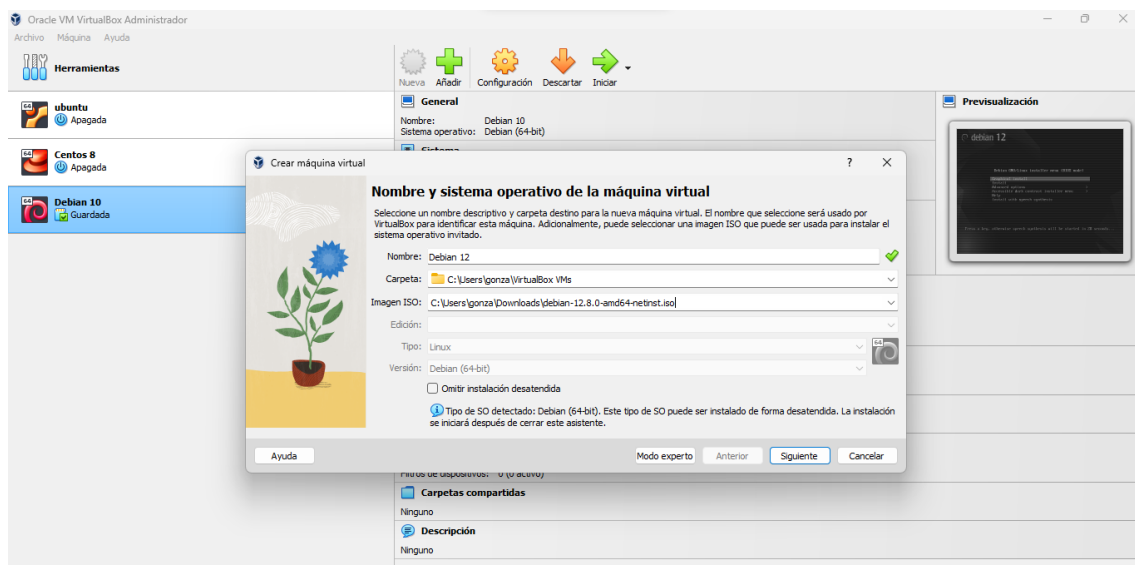 Oracle VM VirtualBox Administrador
Archivo Máquina Ayuda
Herramientas
Nueva Añadir Configuración Descartar Iniciar
64
ubuntu
Apagada
64
Centos 8
Apagada
64
Debian 10
Guardada
General
Nombre: Debian 10
Sistema operativo: Debian (64-bit)
Sistema
Previsualización
debian 12
Crear máquina virtual
?
Nombre y sistema operativo de la máquina virtual
Seleccione un nombre descriptivo y carpeta destino para la nueva máquina virtual. El nombre que seleccione será usado por
VirtualBox para identificar esta máquina. Adicionalmente, puede seleccionar una imagen ISO que puede ser usada para instalar el
sistema operativo invitado.
Nombre: Debian 12
Carpeta: C:\Users\gonza\VirtualBox VMs
Imagen ISO: C:\Users\gonza\Downloads\debian-12.8.0-amd64-netinst.iso
Edición:
Tipo: Linux
64
Versión: Debian (64-bit)
Omitir instalación desatendida
Tipo de SO detectado: Debian (64-bit). Este tipo de SO puede ser instalado de forma desatendida. La instalación
se iniciará después de cerrar este asistente.
Ayuda Modo experto Anterior Siguiente Cancelar
Filtros de dispositivos: 0 (0 activo)
Carpetas compartidas
Ninguno
Descripción
Ninguno